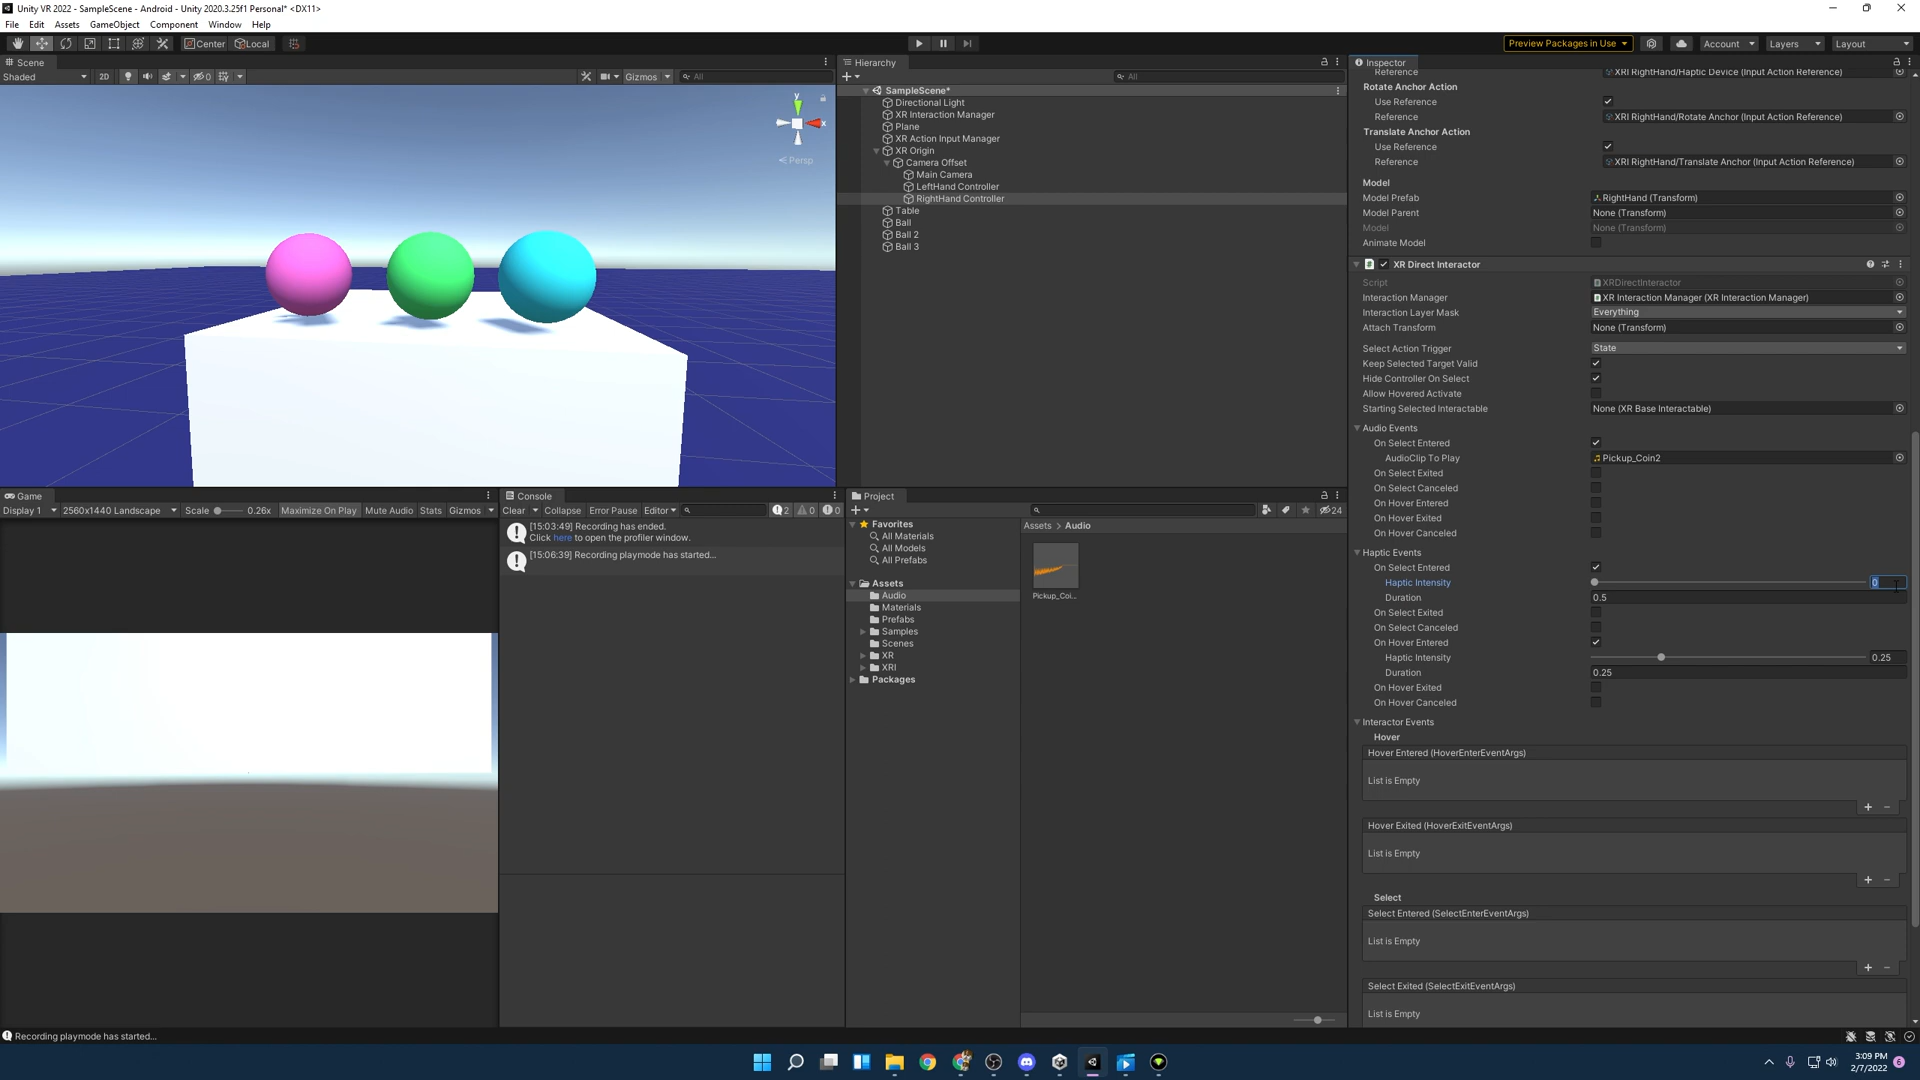 Unity VR 2022 - SampleScene - Android - Unity 2020.3.25f1 Personal* <DX11>
File Edit Assets GameObject Component Window Help
Center Local
Preview Packages in Use Account Layers Layout
Scene
Shaded 2D 0 Gizmos All
y
x
Persp
Hierarchy
All
SampleScene*
Directional Light
XR Interaction Manager
Plane
XR Action Input Manager
XR Origin
Camera Offset
Main Camera
LeftHand Controller
RightHand Controller
Table
Ball
Ball 2
Ball 3
Game
Display 1 2560x1440 Landscape Scale 0.26x Maximize On Play Mute Audio Stats Gizmos
Console
Clear Collapse Error Pause Editor 2 0 0
[15:03:49] Recording has ended.
Click here to open the profiler window.
[15:06:39] Recording playmode has started...
Project
24
Favorites
All Materials
All Models
All Prefabs
Assets
Audio
Materials
Prefabs
Samples
Scenes
XR
XRI
Packages
Assets > Audio
Pickup_Coi...
Inspector
Reference XRI RightHand/Haptic Device (Input Action Reference)
Rotate Anchor Action
Use Reference
Reference XRI RightHand/Rotate Anchor (Input Action Reference)
Translate Anchor Action
Use Reference
Reference XRI RightHand/Translate Anchor (Input Action Reference)
Model
Model Prefab RightHand (Transform)
Model Parent None (Transform)
Model None (Transform)
Animate Model
XR Direct Interactor
Script XRDirectInteractor
Interaction Manager XR Interaction Manager (XR Interaction Manager)
Interaction Layer Mask Everything
Attach Transform None (Transform)
Select Action Trigger State
Keep Selected Target Valid
Hide Controller On Select
Allow Hovered Activate
Starting Selected Interactable None (XR Base Interactable)
Audio Events
On Select Entered
AudioClip To Play Pickup_Coin2
On Select Exited
On Select Canceled
On Hover Entered
On Hover Exited
On Hover Canceled
Haptic Events
On Select Entered
Haptic Intensity 0
Duration 0.5
On Select Exited
On Select Canceled
On Hover Entered
Haptic Intensity 0.25
Duration 0.25
On Hover Exited
On Hover Canceled
Interactor Events
Hover
Hover Entered (HoverEnterEventArgs)
List is Empty
+ −
Hover Exited (HoverExitEventArgs)
List is Empty
+ −
Select
Select Entered (SelectEnterEventArgs)
List is Empty
+ −
Select Exited (SelectExitEventArgs)
List is Empty
Recording playmode has started...
3:09 PM
2/7/2022
6